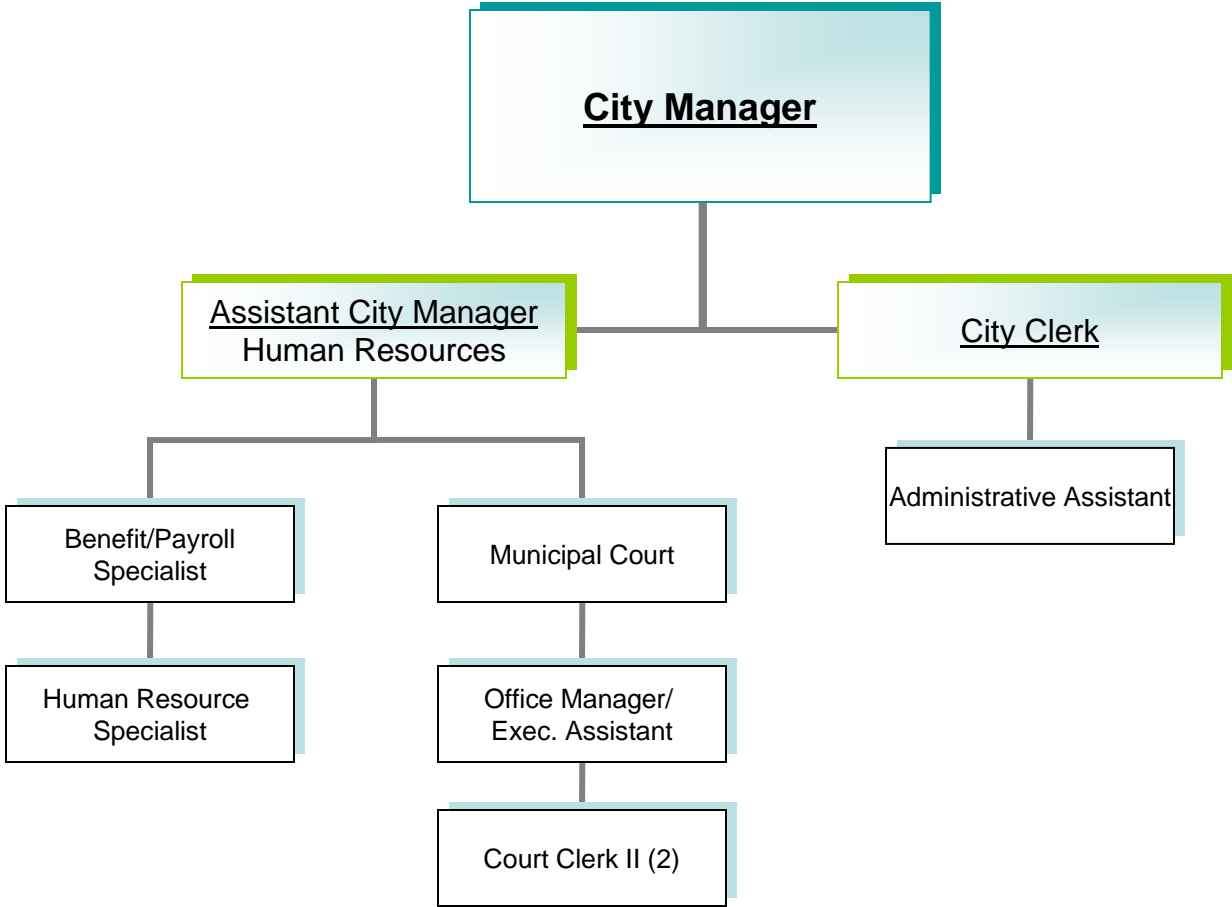 City Manager
Assistant City Manager
Human Resources
City Clerk
Administrative Assistant
Benefit/Payroll
Specialist
Municipal Court
Human Resource
Specialist
Office Manager/
Exec. Assistant
Court Clerk II (2)